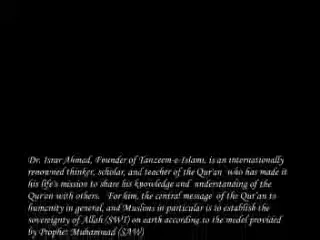 Dr. Israr Ahmad, Founder of Tanzeem-e-Islami, is an internationally
renowned thinker, scholar, and teacher of the Qur'an who has made it
his life's mission to share his knowledge and understanding of the
Qur'an with others. For him, the central message of the Qur'an to
humanity in general, and Muslims in particular is to establish the
sovereignty of Allah (SWT) on earth according to the model provided
by Prophet Muhammad (SAW)